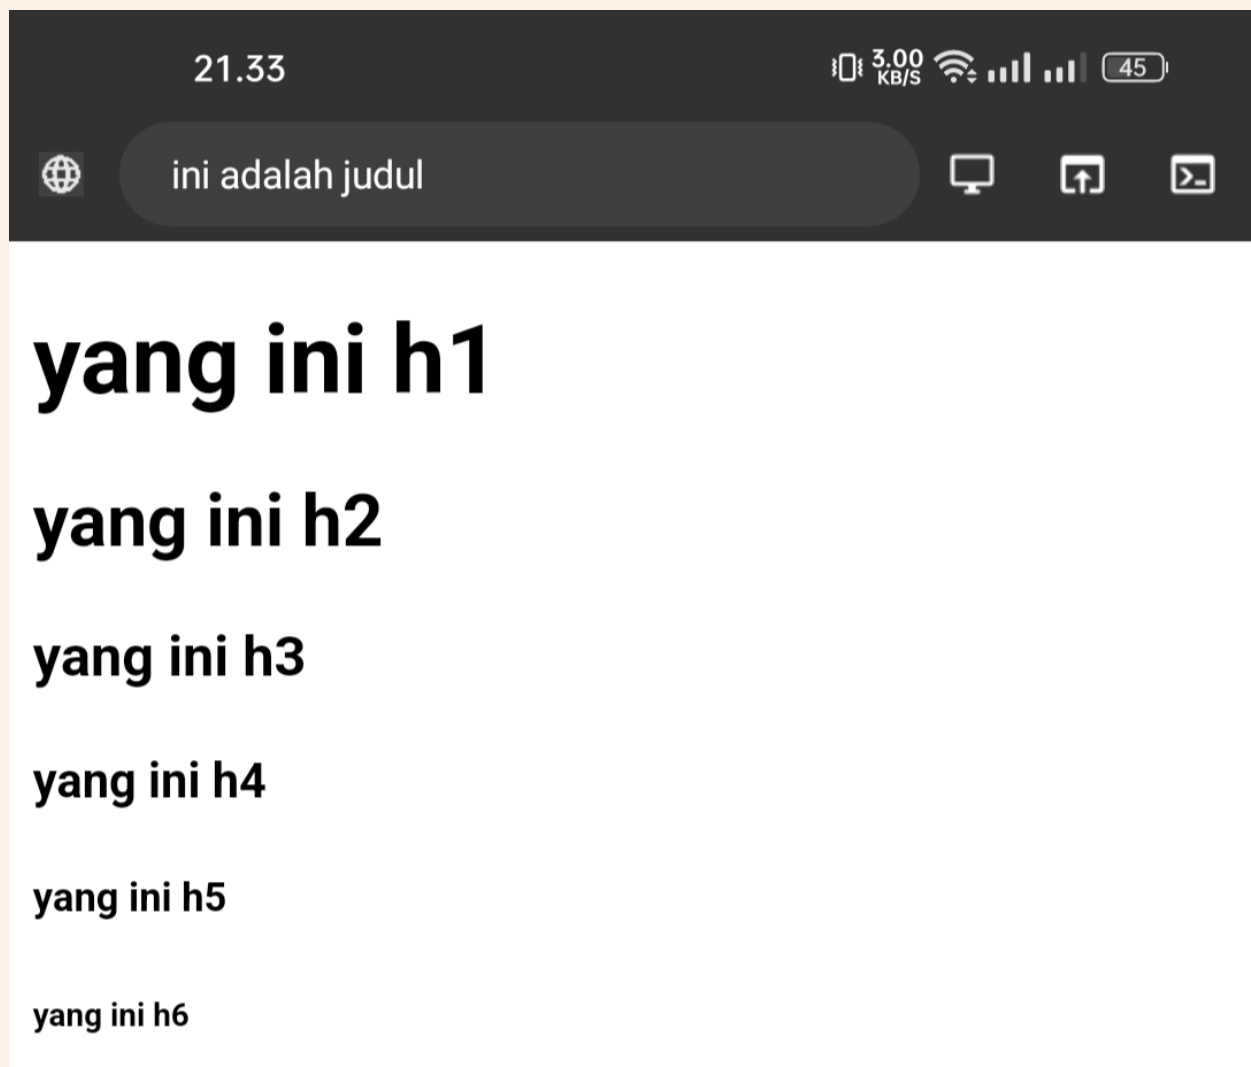 21.33
3.00
KB/S
45
ini adalah judul
yang ini h1
yang ini h2
yang ini h3
yang ini h4
yang ini h5
yang ini h6